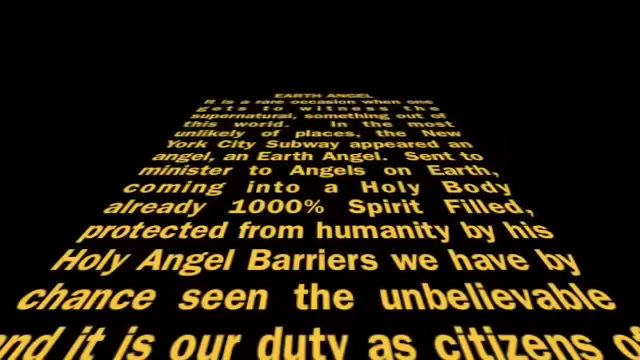 EARTH ANGEL
It is a rare occasion when one
gets to witness the
supernatural, something out of
this world. In the most
unlikely of places, the New
York City Subway appeared an
angel, an Earth Angel. Sent to
minister to Angels on Earth,
coming into a Holy Body
already 1000% Spirit Filled,
protected from humanity by his
Holy Angel Barriers we have by
chance seen the unbelievable
and it is our duty as citizens of